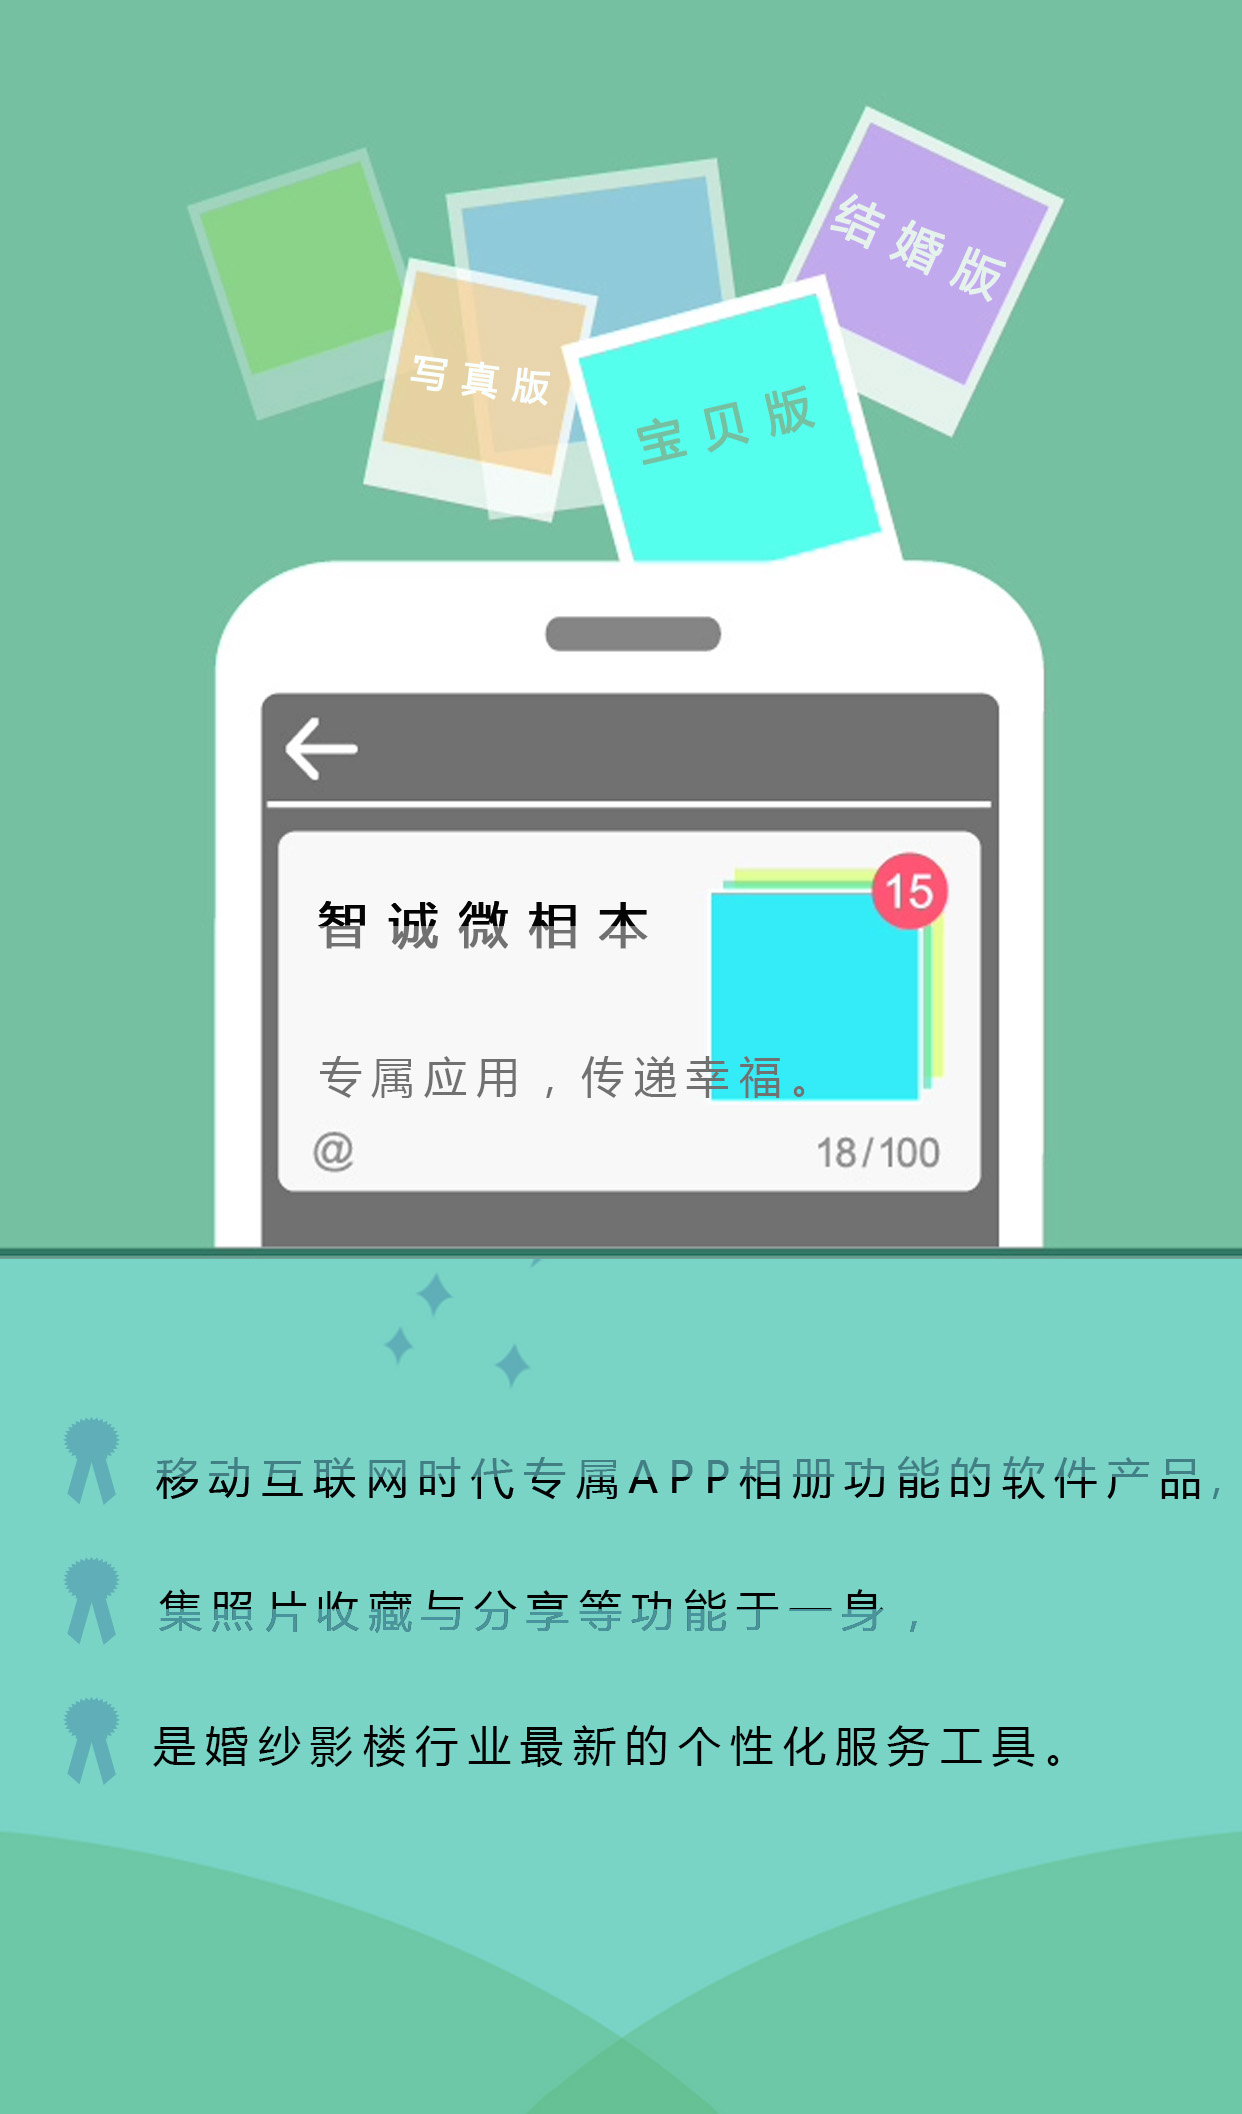 结婚版
写真版
宝贝版
智诚微相本
15
专属应用，传递幸福。
@
18/100
移动互联网时代专属APP相册功能的软件产品,
集照片收藏与分享等功能于一身，
是婚纱影楼行业最新的个性化服务工具。